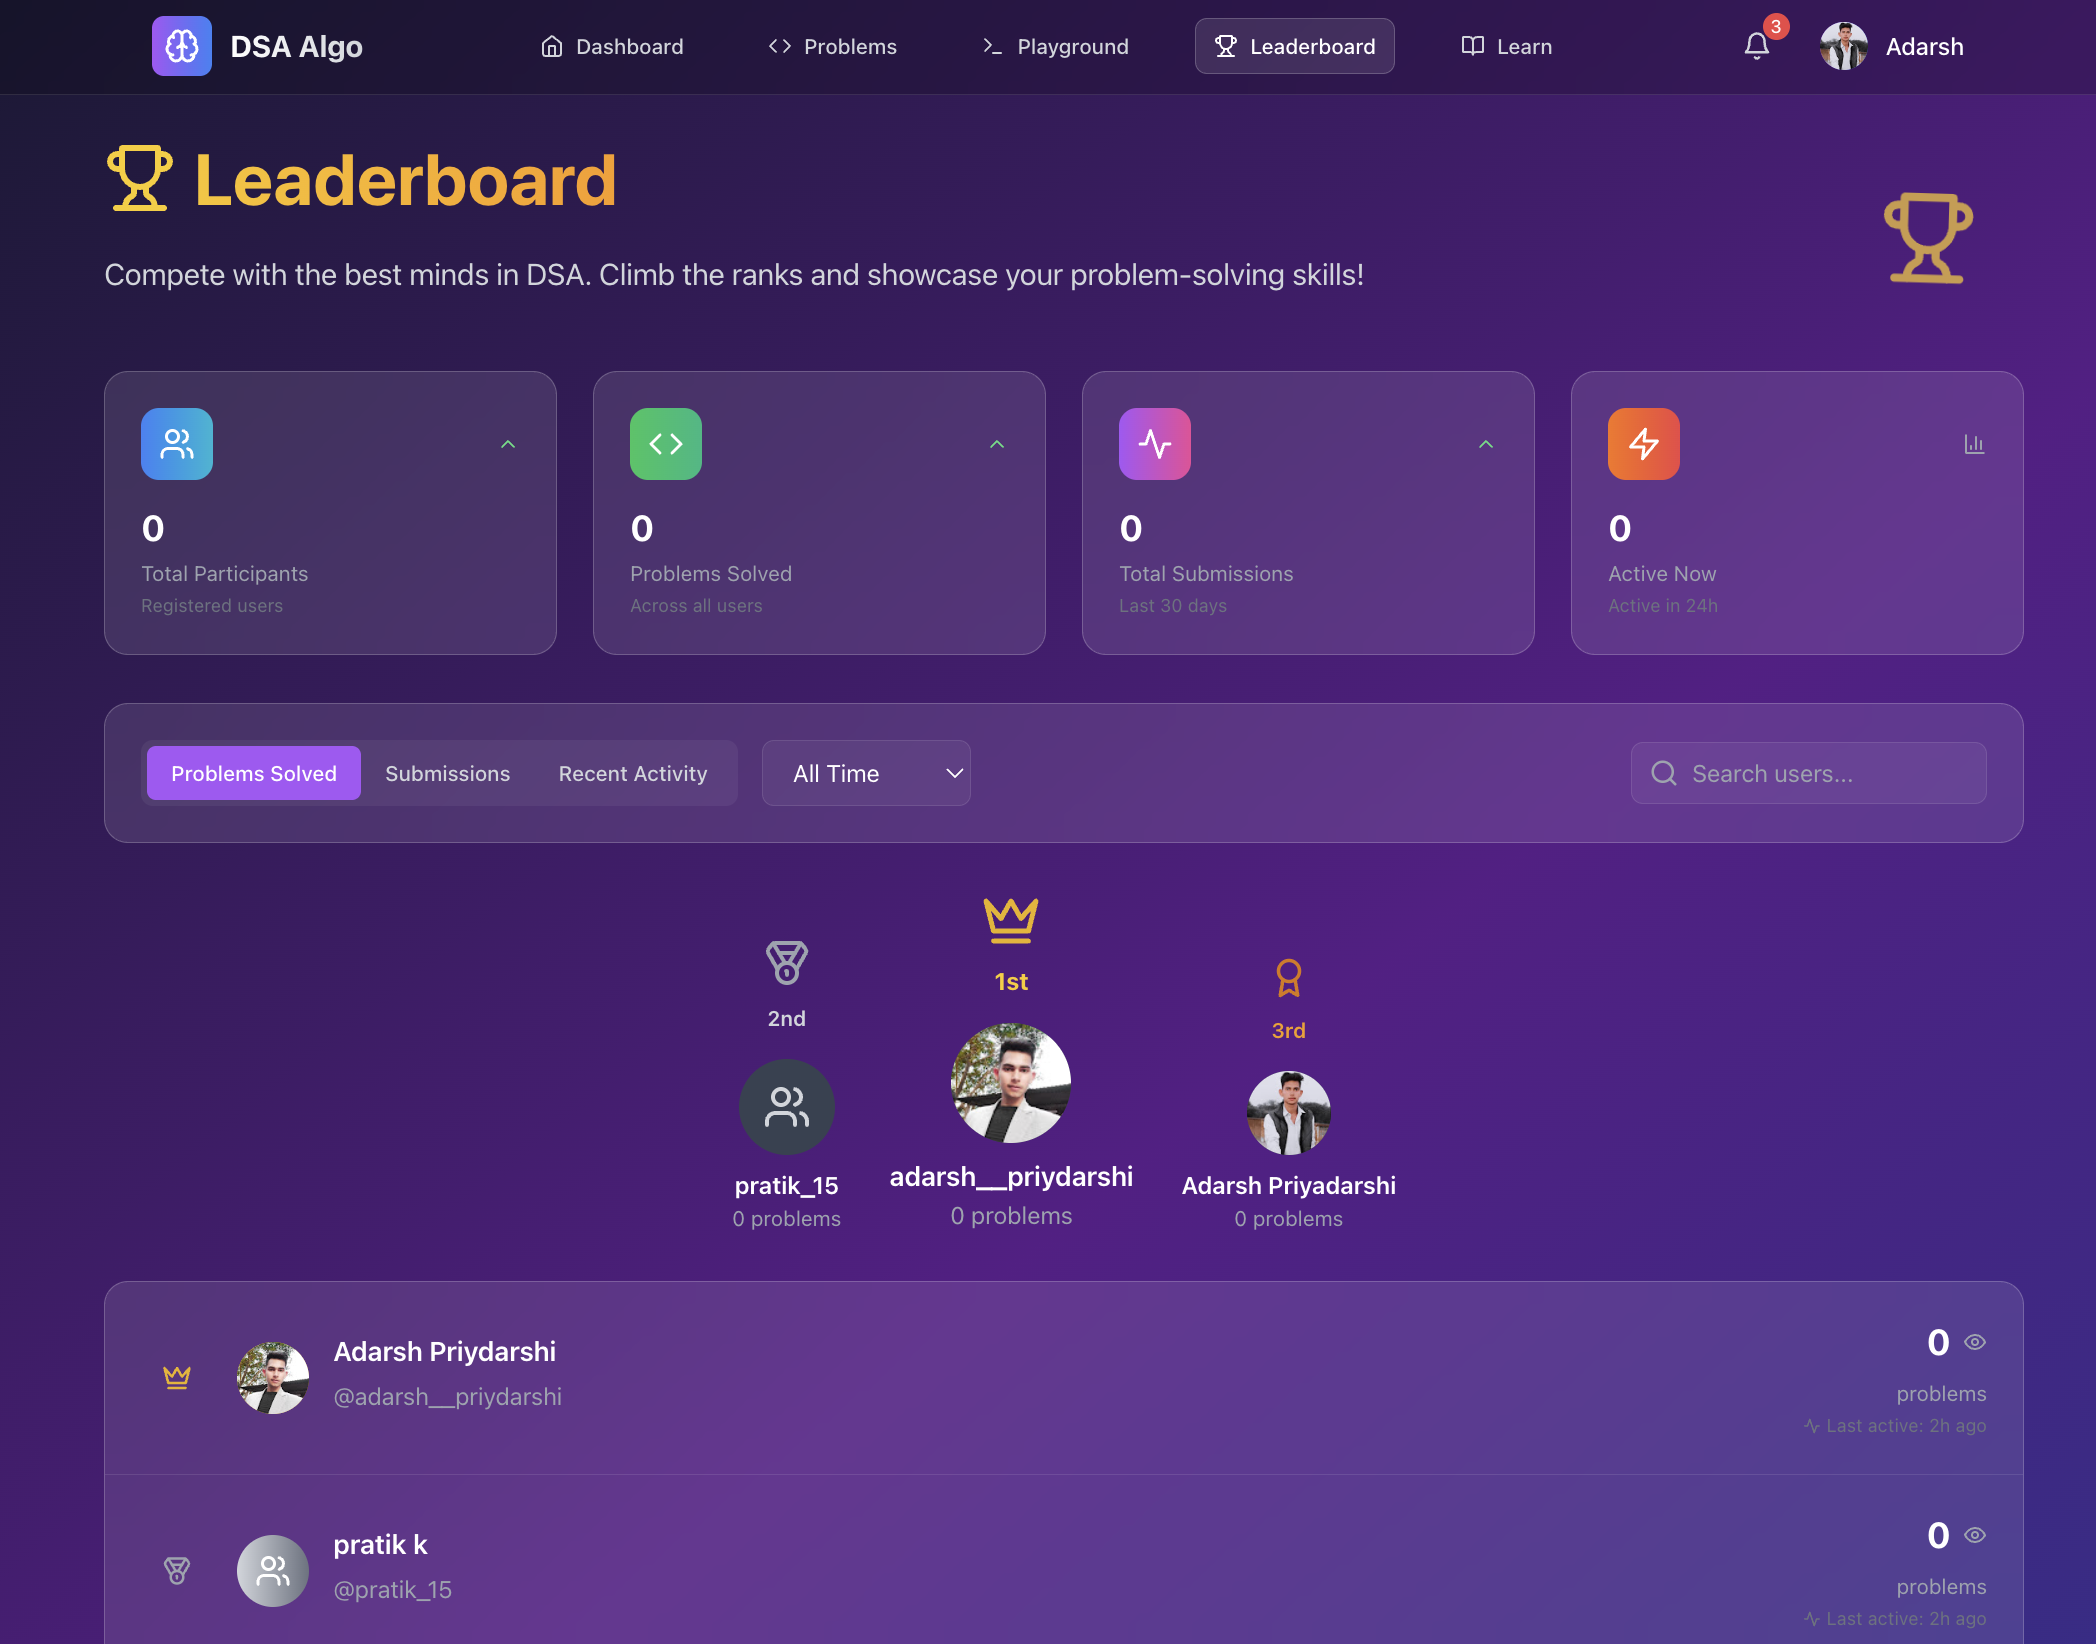 DSA Algo
Dashboard
Problems
Playground
Leaderboard
Learn
3
Adarsh
Leaderboard
Compete with the best minds in DSA. Climb the ranks and showcase your problem-solving skills!
0
Total Participants
Registered users
0
Problems Solved
Across all users
0
Total Submissions
Last 30 days
0
Active Now
Active in 24h
Problems Solved
Submissions
Recent Activity
All Time
Search users...
2nd
pratik_15
0 problems
1st
adarsh__priydarshi
0 problems
3rd
Adarsh Priyadarshi
0 problems
Adarsh Priydarshi
@adarsh__priydarshi
0
problems
Last active: 2h ago
pratik k
@pratik_15
0
problems
Last active: 2h ago